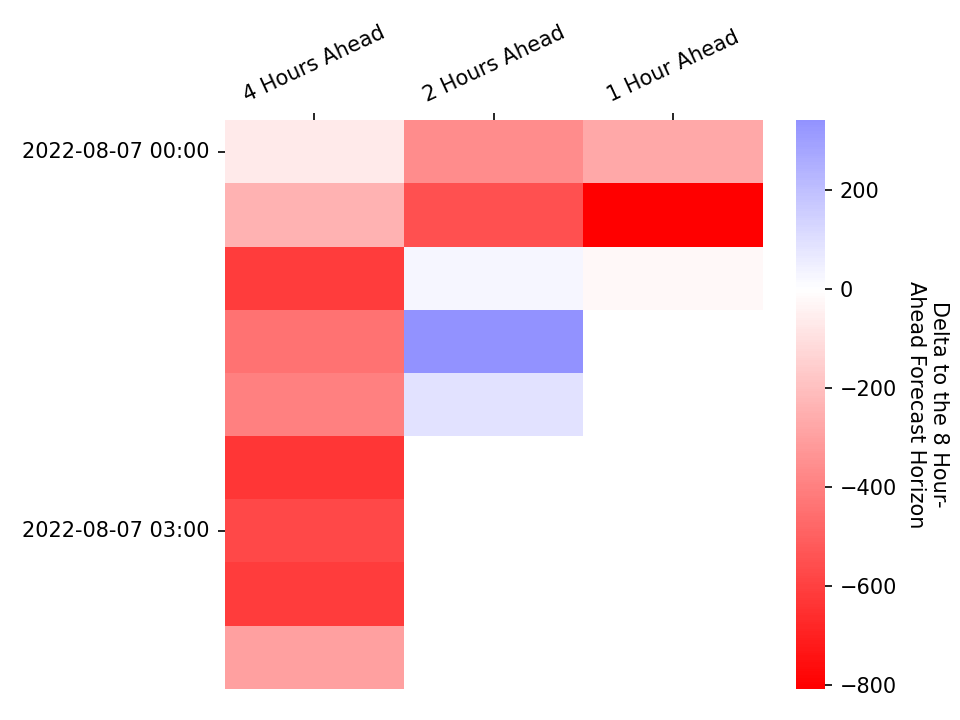 4 Hours Ahead
2 Hours Ahead
1 Hour Ahead
2022-08-07 00:00
2022-08-07 03:00
200
0
−200
−400
−600
−800
Delta to the 8 Hour-
Ahead Forecast Horizon